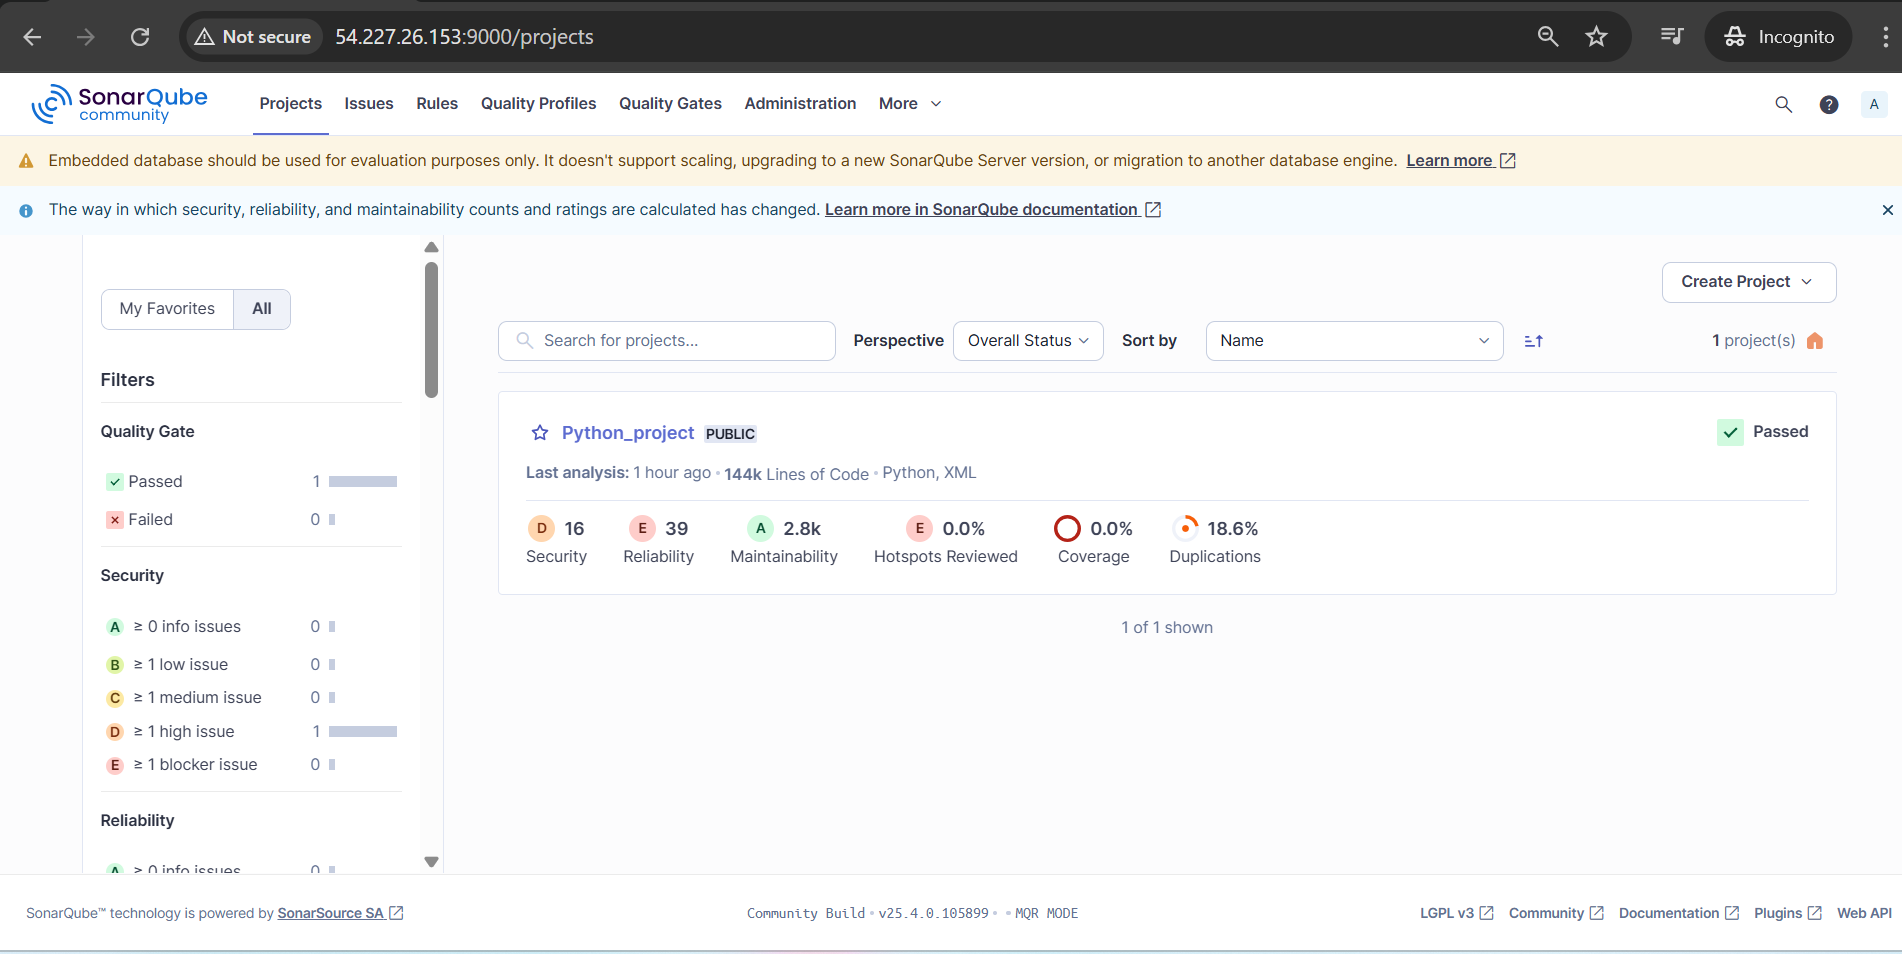 Not secure 54.227.26.153:9000/projects Incognito
SonarQube community Projects Issues Rules Quality Profiles Quality Gates Administration More ? A
Embedded database should be used for evaluation purposes only. It doesn't support scaling, upgrading to a new SonarQube Server version, or migration to another database engine. Learn more
The way in which security, reliability, and maintainability counts and ratings are calculated has changed. Learn more in SonarQube documentation
My Favorites All
Filters
Quality Gate
Passed 1
Failed 0
Security
A ≥ 0 info issues 0
B ≥ 1 low issue 0
C ≥ 1 medium issue 0
D ≥ 1 high issue 1
E ≥ 1 blocker issue 0
Reliability
A ≥ 0 info issues 0
Create Project
Search for projects... Perspective Overall Status Sort by Name 1 project(s)
Python_project PUBLIC Passed
Last analysis: 1 hour ago • 144k Lines of Code • Python, XML
D 16 E 39 A 2.8k E 0.0% 0.0% 18.6%
Security Reliability Maintainability Hotspots Reviewed Coverage Duplications
1 of 1 shown
SonarQube™ technology is powered by SonarSource SA Community Build • v25.4.0.105899 • • MQR MODE LGPL v3 Community Documentation Plugins Web API